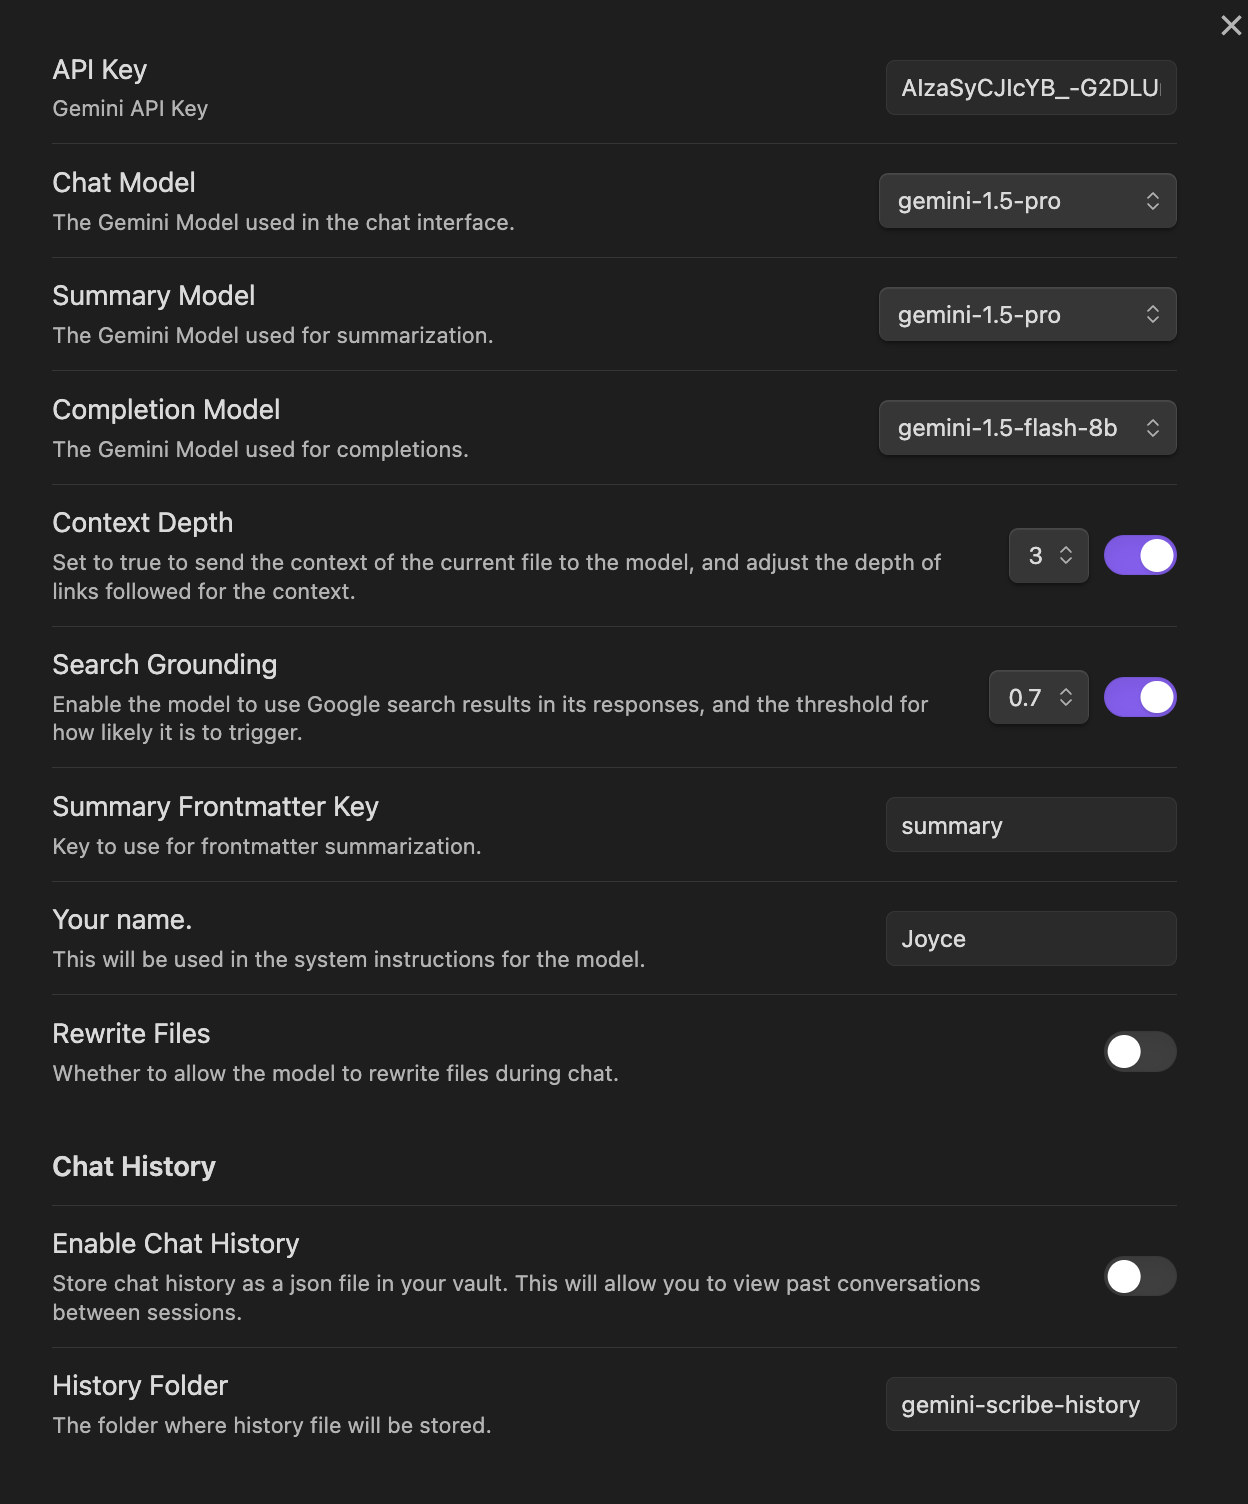 API Key
Gemini API Key
AIzaSyCJIcYB_-G2DLU
Chat Model
The Gemini Model used in the chat interface.
gemini-1.5-pro
Summary Model
The Gemini Model used for summarization.
gemini-1.5-pro
Completion Model
The Gemini Model used for completions.
gemini-1.5-flash-8b
Context Depth
Set to true to send the context of the current file to the model, and adjust the depth of
links followed for the context.
3
Search Grounding
Enable the model to use Google search results in its responses, and the threshold for
how likely it is to trigger.
0.7
Summary Frontmatter Key
Key to use for frontmatter summarization.
summary
Your name.
This will be used in the system instructions for the model.
Joyce
Rewrite Files
Whether to allow the model to rewrite files during chat.
Chat History
Enable Chat History
Store chat history as a json file in your vault. This will allow you to view past conversations
between sessions.
History Folder
The folder where history file will be stored.
gemini-scribe-history